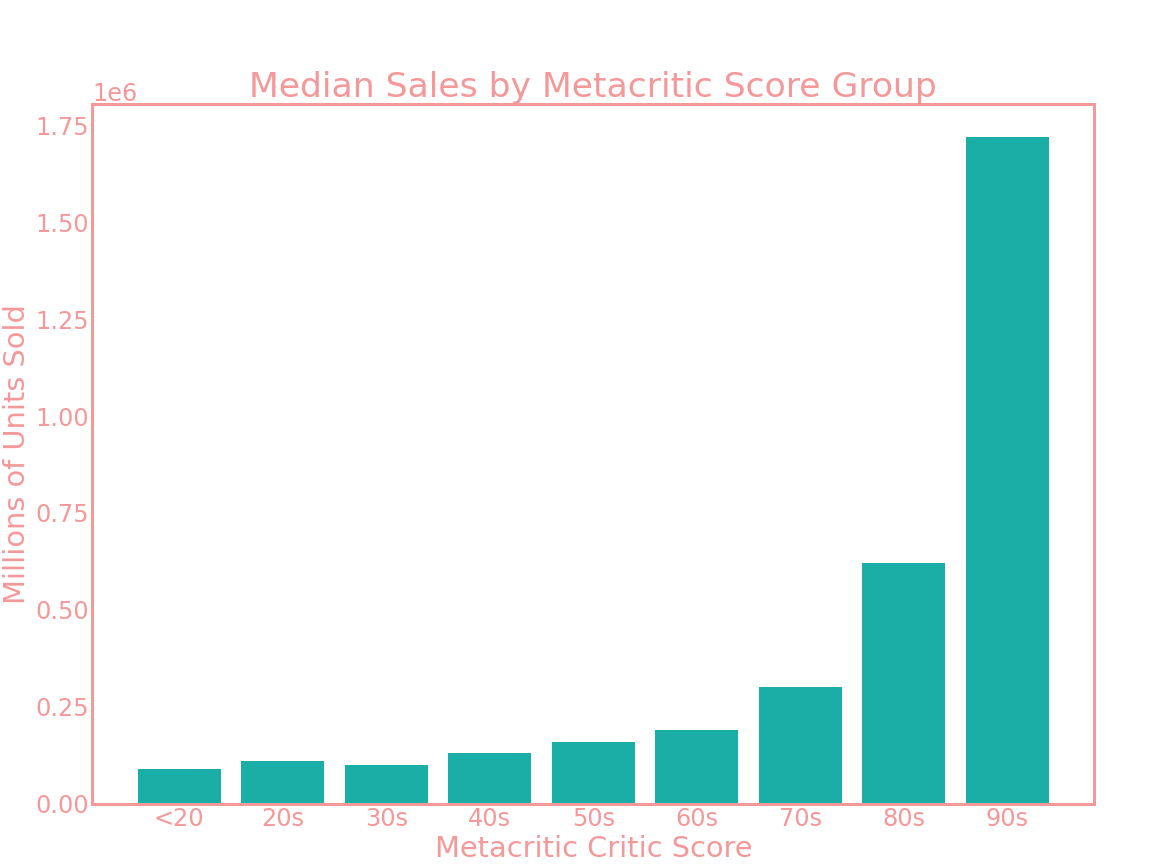 Median Sales by Metacritic Score Group
1e6
1.75
1.50
1.25
1.00
0.75
0.50
0.25
0.00
Millions of Units Sold
<20 20s 30s 40s 50s 60s 70s 80s 90s
Metacritic Critic Score